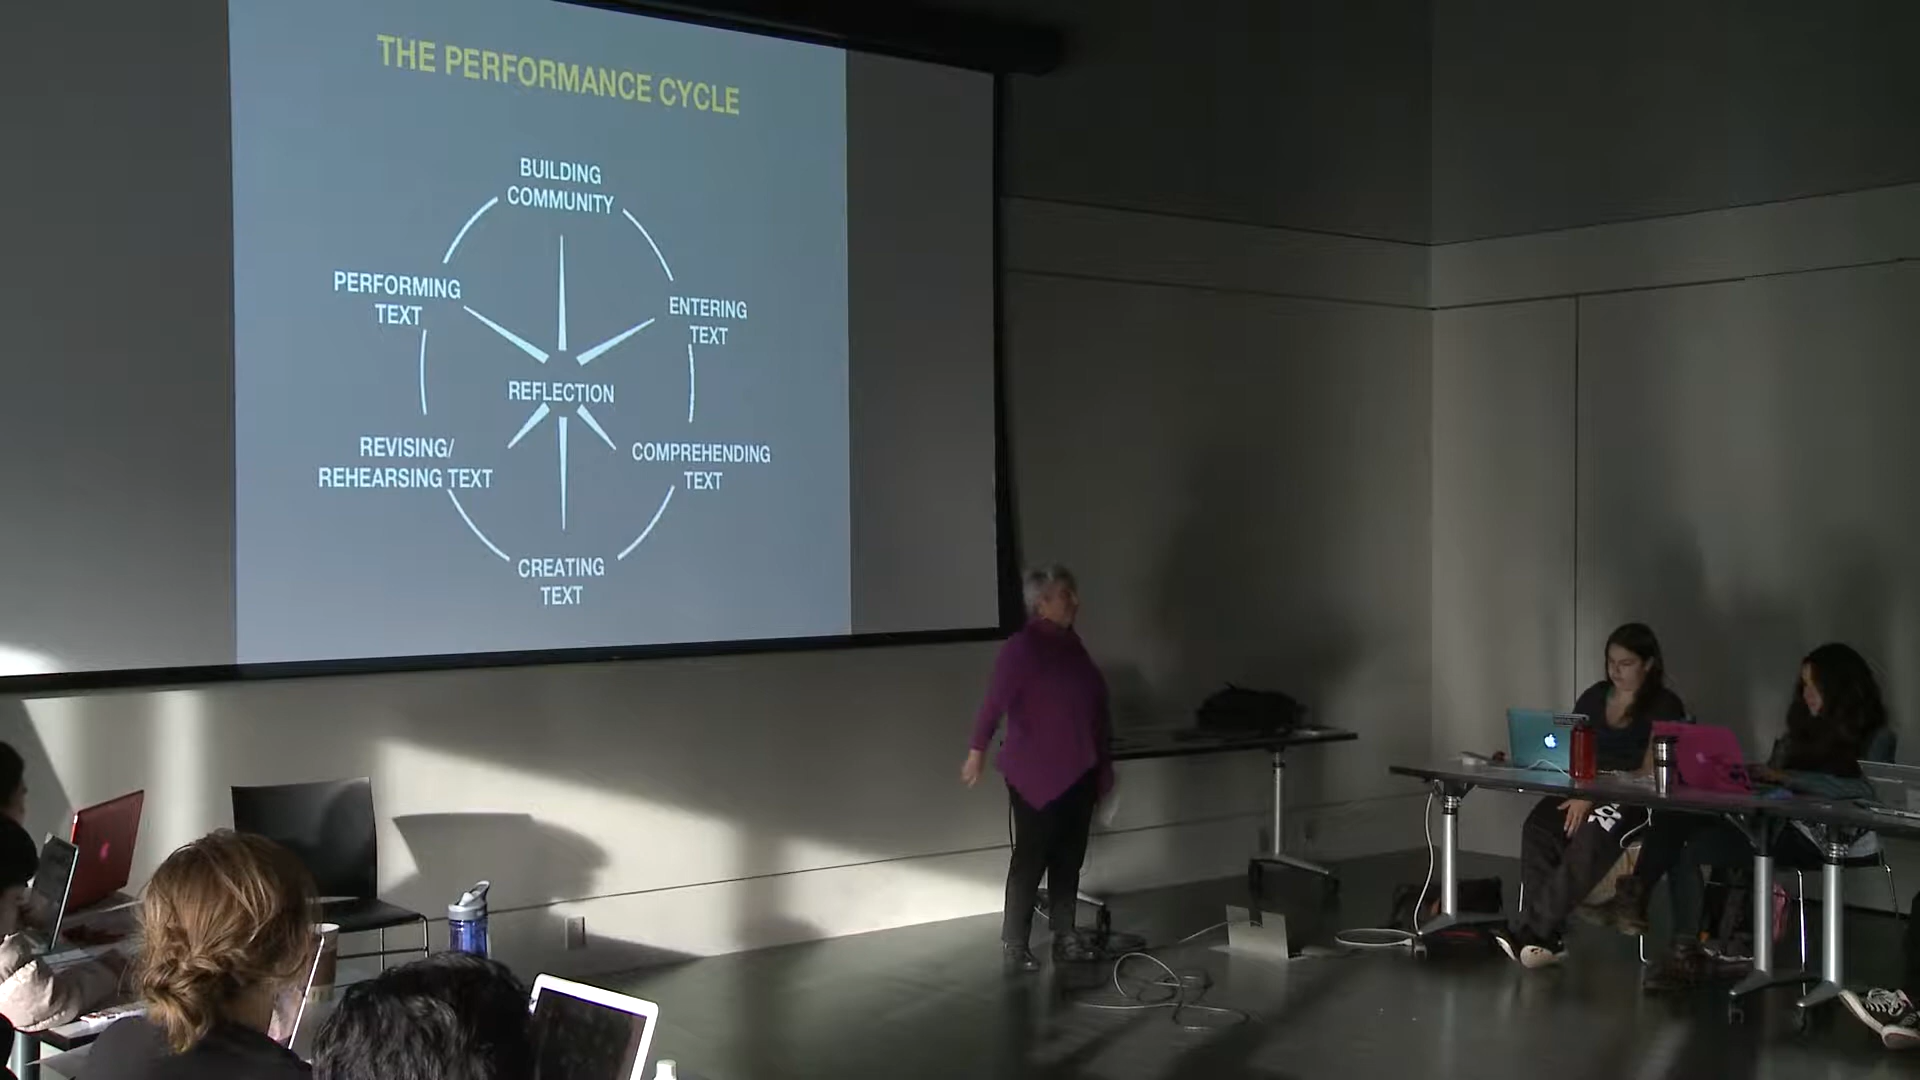 THE PERFORMANCE CYCLE
BUILDING
COMMUNITY
PERFORMING
TEXT
ENTERING
TEXT
REFLECTION
REVISING/
REHEARSING TEXT
COMPREHENDING
TEXT
CREATING
TEXT